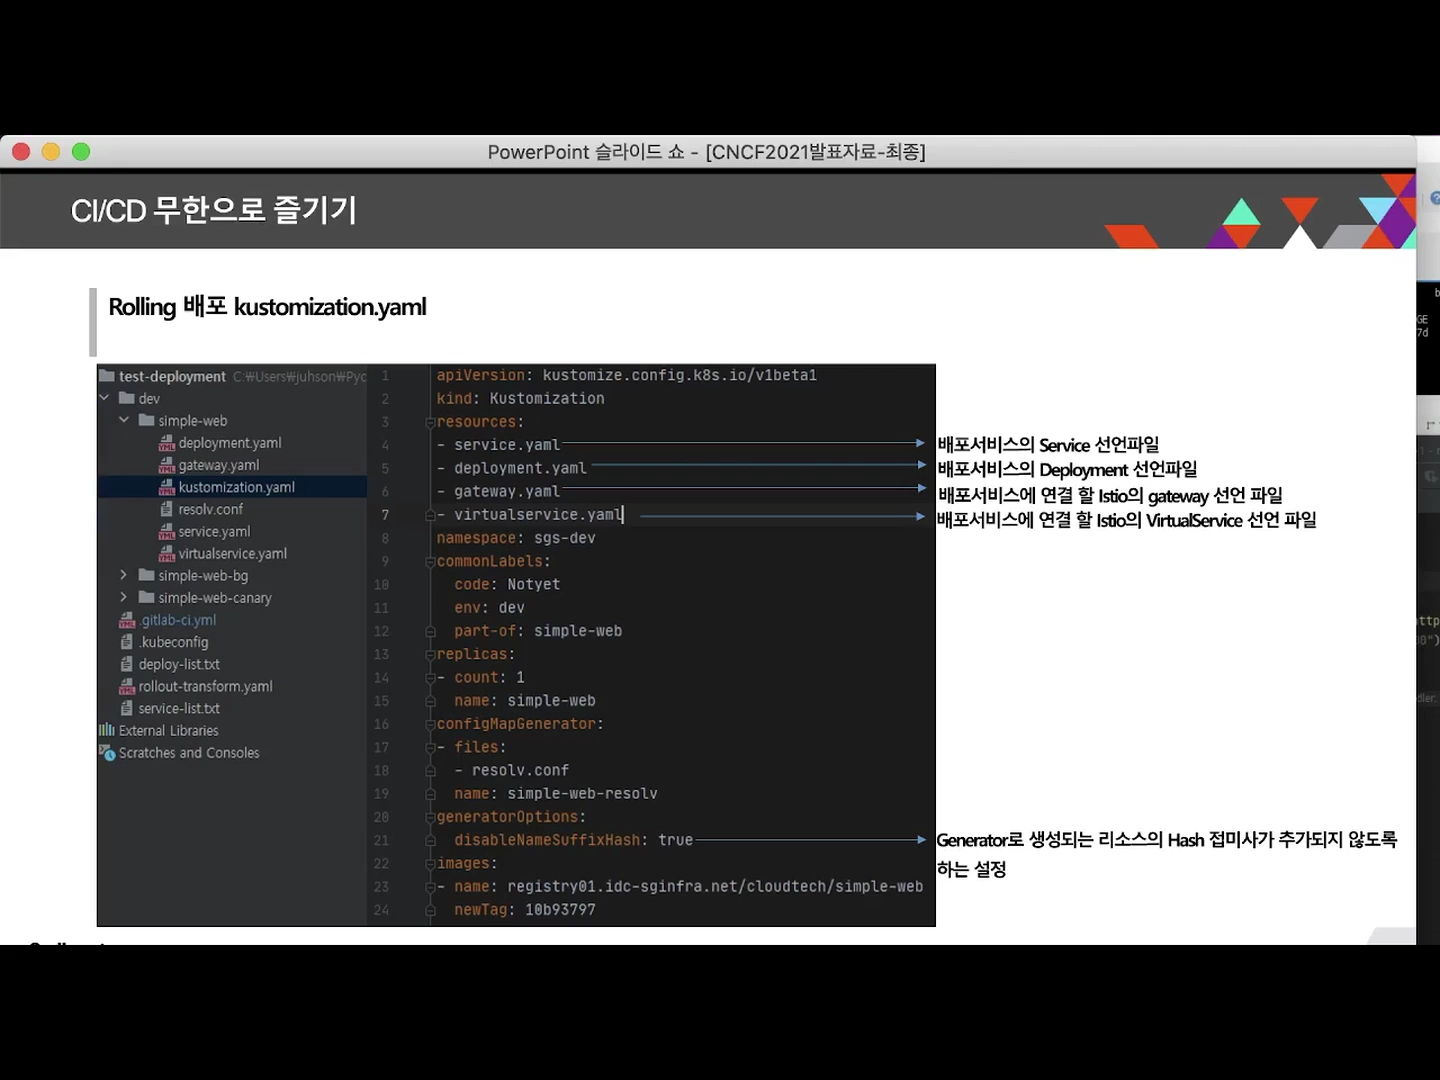 PowerPoint 슬라이드 쇼 - [CNCF2021발표자료-최종]
CI/CD 무한으로 즐기기
Rolling 배포 kustomization.yaml
test-deployment C:₩Users₩juhson₩Pyc
dev
simple-web
deployment.yaml
gateway.yaml
kustomization.yaml
resolv.conf
service.yaml
virtualservice.yaml
simple-web-bg
simple-web-canary
.gitlab-ci.yml
.kubeconfig
deploy-list.txt
rollout-transform.yaml
service-list.txt
External Libraries
Scratches and Consoles
1 apiVersion: kustomize.config.k8s.io/v1beta1
2 kind: Kustomization
3 resources:
4 - service.yaml
5 - deployment.yaml
6 - gateway.yaml
7 - virtualservice.yaml
8 namespace: sgs-dev
9 commonLabels:
10 code: Notyet
11 env: dev
12 part-of: simple-web
13 replicas:
14 - count: 1
15 name: simple-web
16 configMapGenerator:
17 - files:
18 - resolv.conf
19 name: simple-web-resolv
20 generatorOptions:
21 disableNameSuffixHash: true
22 images:
23 - name: registry01.idc-sginfra.net/cloudtech/simple-web
24 newTag: 10b93797
배포서비스의 Service 선언파일
배포서비스의 Deployment 선언파일
배포서비스에 연결 할 Istio의 gateway 선언 파일
배포서비스에 연결 할 Istio의 VirtualService 선언 파일
Generator로 생성되는 리소스의 Hash 접미사가 추가되지 않도록
하는 설정